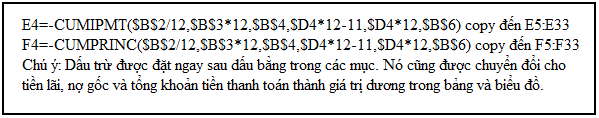 E4=-CUMIPMT($B$2/12,$B$3*12,$B$4,$D4*12-11,$D4*12,$B$6) copy đến E5:E33
F4=-CUMPRINC($B$2/12,$B$3*12,$B$4,$D4*12-11,$D4*12,$B$6) copy đến F5:F33
Chú ý: Dấu trừ được đặt ngay sau dấu bằng trong các mục. Nó cũng được chuyển đổi cho
tiền lãi, nợ gốc và tổng khoản tiền thanh toán thành giá trị dương trong bảng và biểu đồ.